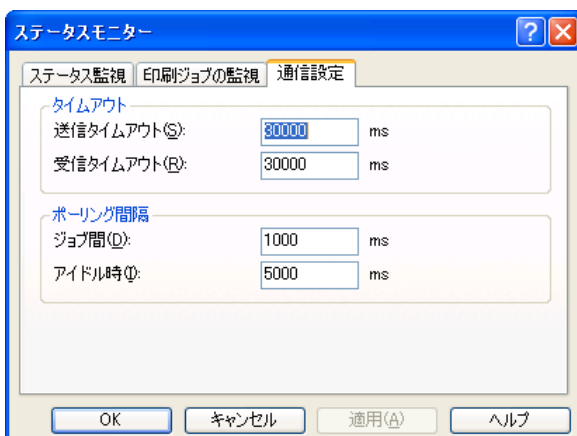 ステータスモニター
ステータス監視 印刷ジョブの監視 通信設定
タイムアウト
送信タイムアウト(S): 30000 ms
受信タイムアウト(R): 30000 ms
ポーリング間隔
ジョブ間(D): 1000 ms
アイドル時(I): 5000 ms
OK キャンセル 適用(A) ヘルプ